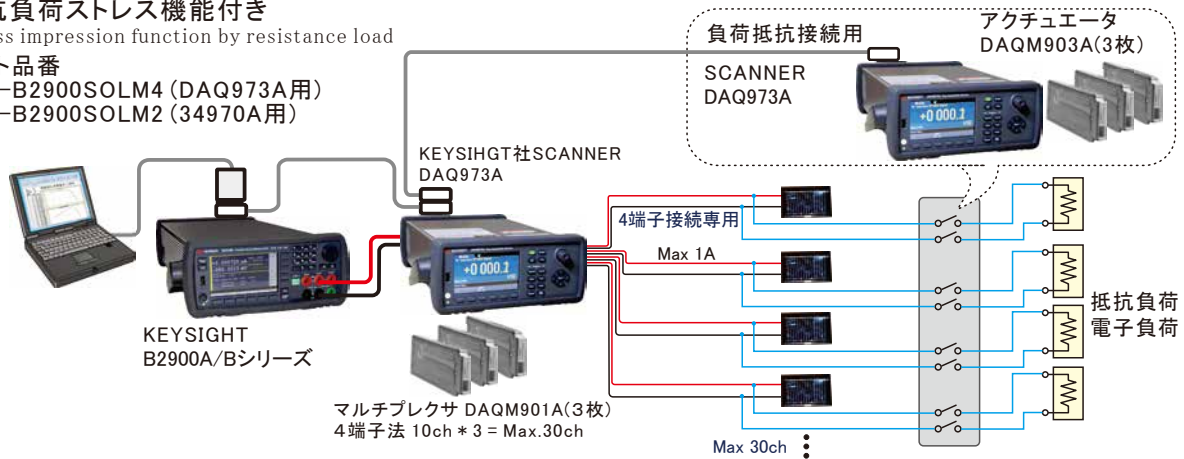 抗負荷ストレス機能付き
ss impression function by resistance load
ト品番
-B2900SOLM4 (DAQ973A用)
-B2900SOLM2 (34970A用)
負荷抵抗接続用
SCANNER
DAQ973A
アクチュエータ
DAQM903A(3枚)
+0 000.1
KEYSIHGT社SCANNER
DAQ973A
+0 000.1
4端子接続専用
Max 1A
抵抗負荷
電子負荷
KEYSIGHT
B2900A/Bシリーズ
マルチプレクサ DAQM901A(3枚)
4端子法 10ch * 3 = Max.30ch
Max 30ch